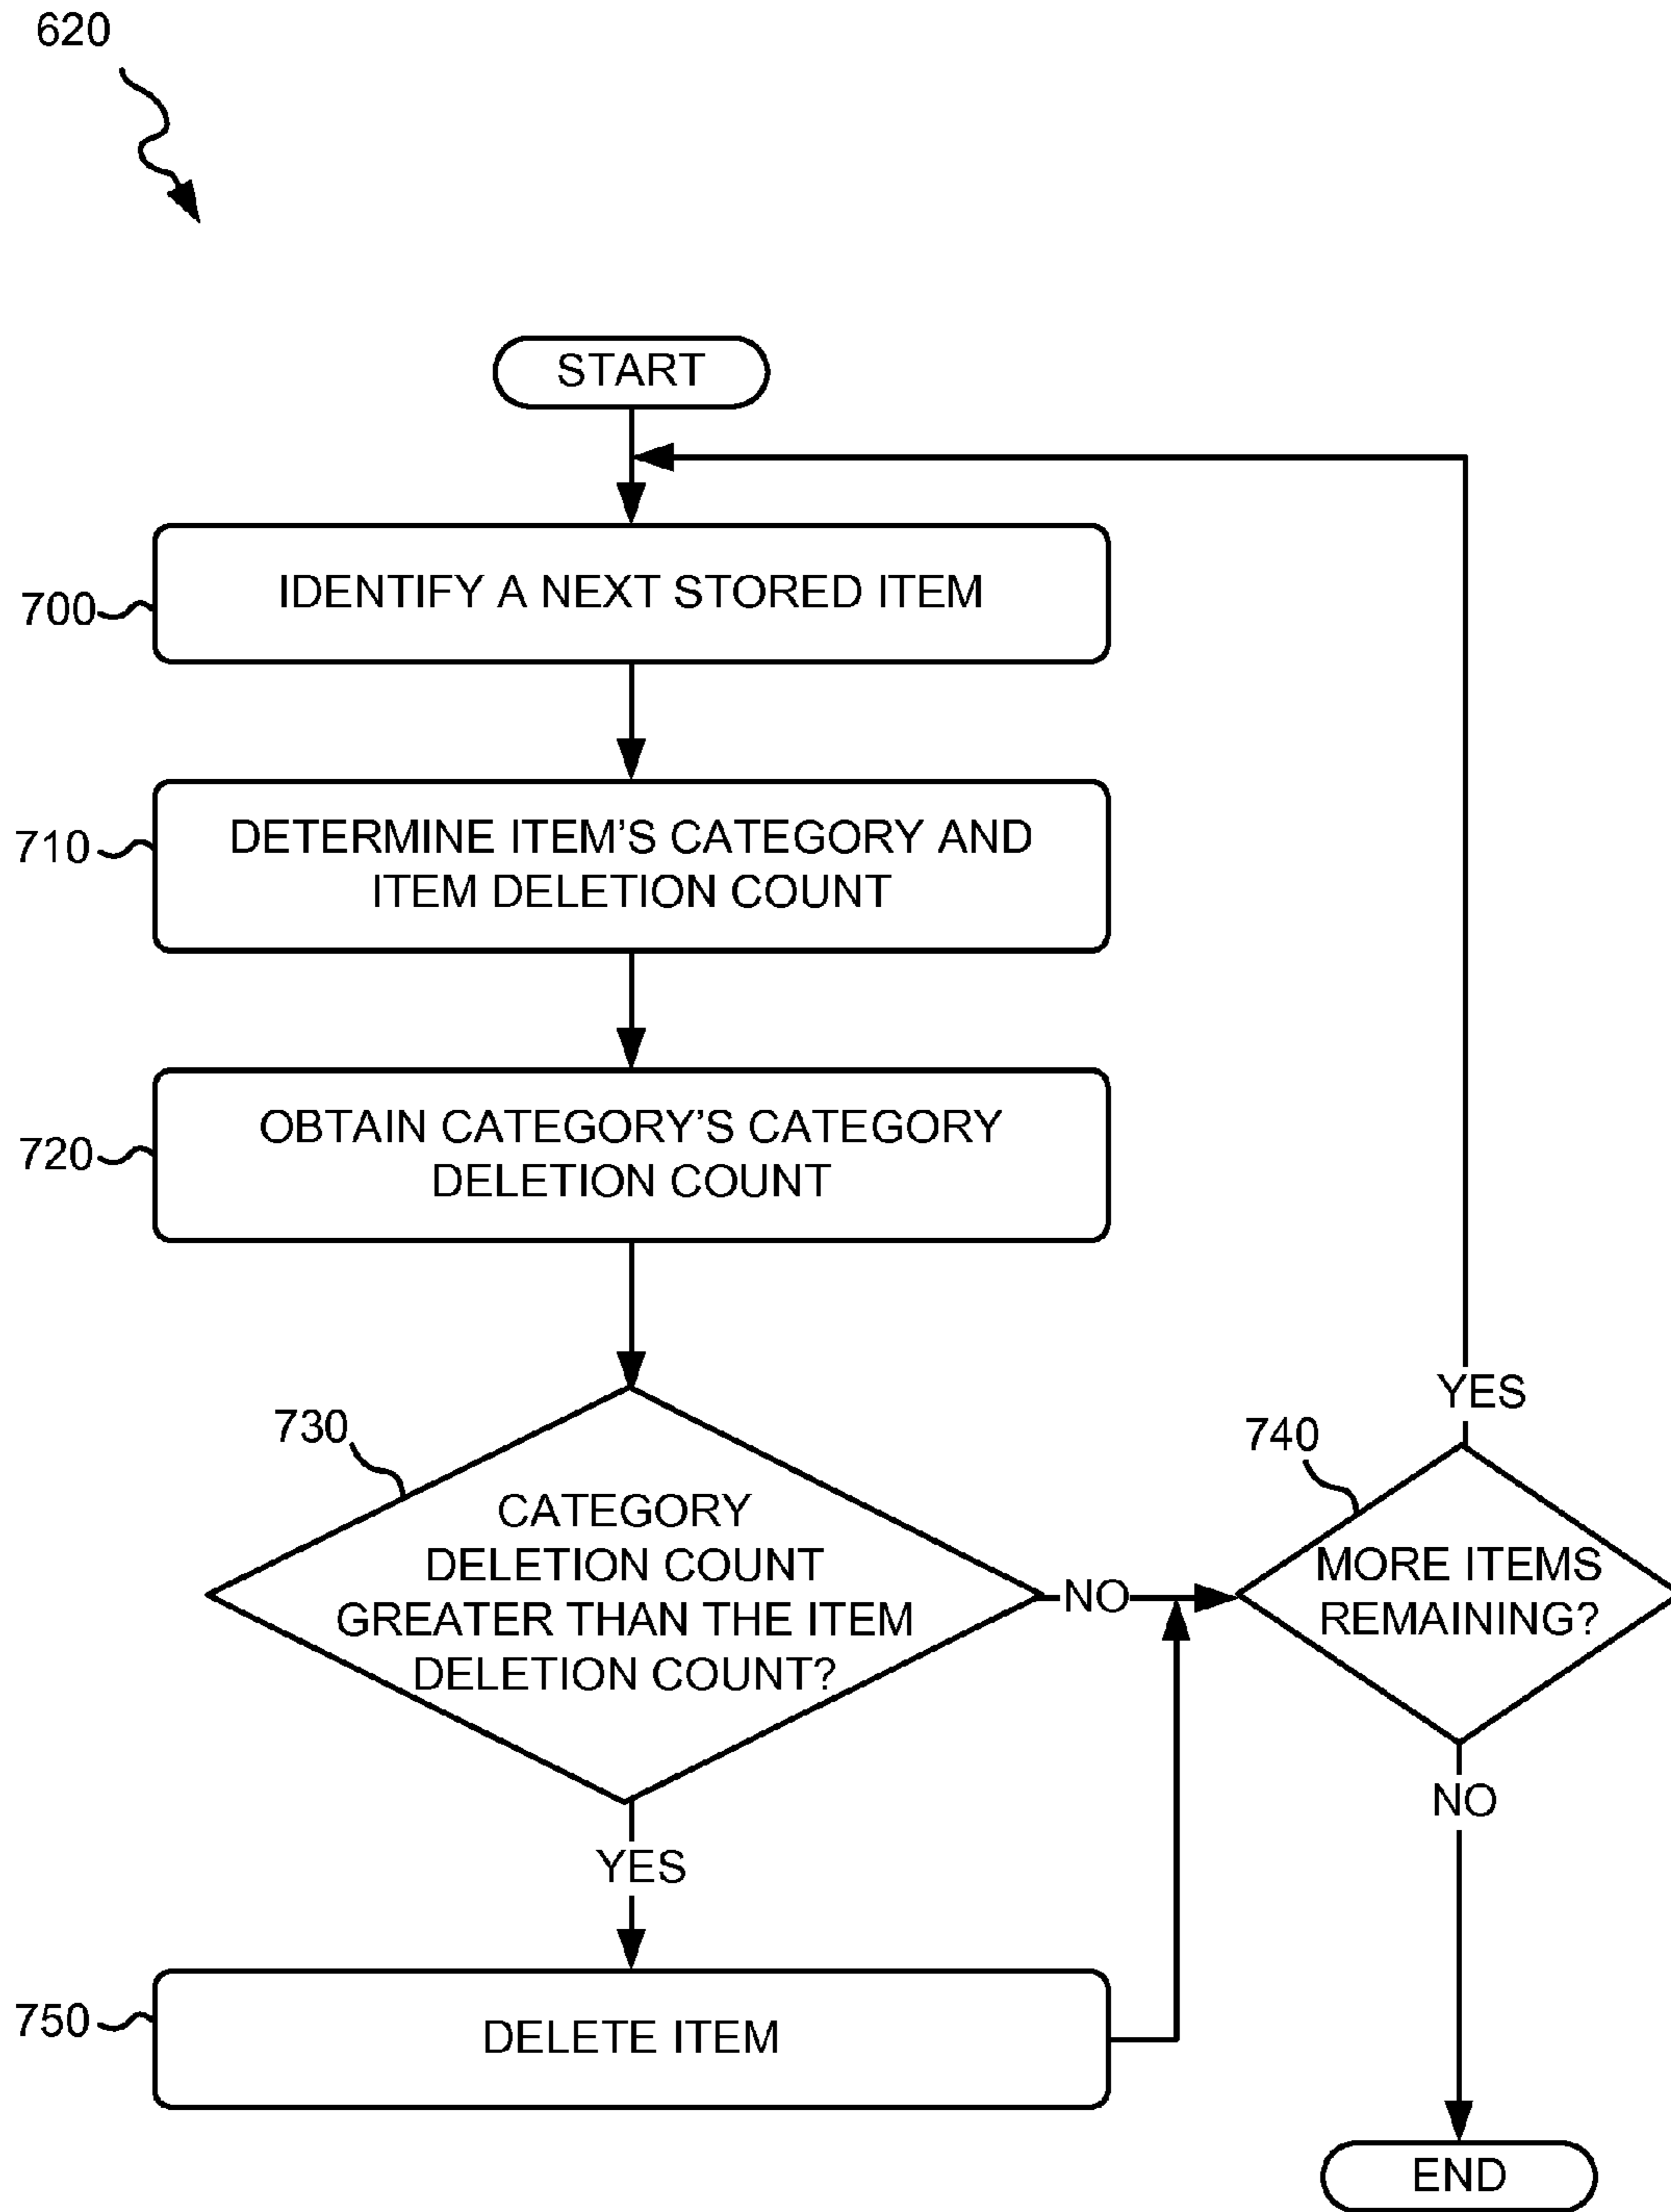 620
START
IDENTIFY A NEXT STORED ITEM
700
DETERMINE ITEM'S CATEGORY AND
ITEM DELETION COUNT
710
OBTAIN CATEGORY'S CATEGORY
DELETION COUNT
720
730
CATEGORY
DELETION COUNT
GREATER THAN THE ITEM
DELETION COUNT?
NO
YES
740
MORE ITEMS
REMAINING?
YES
NO
750
DELETE ITEM
END